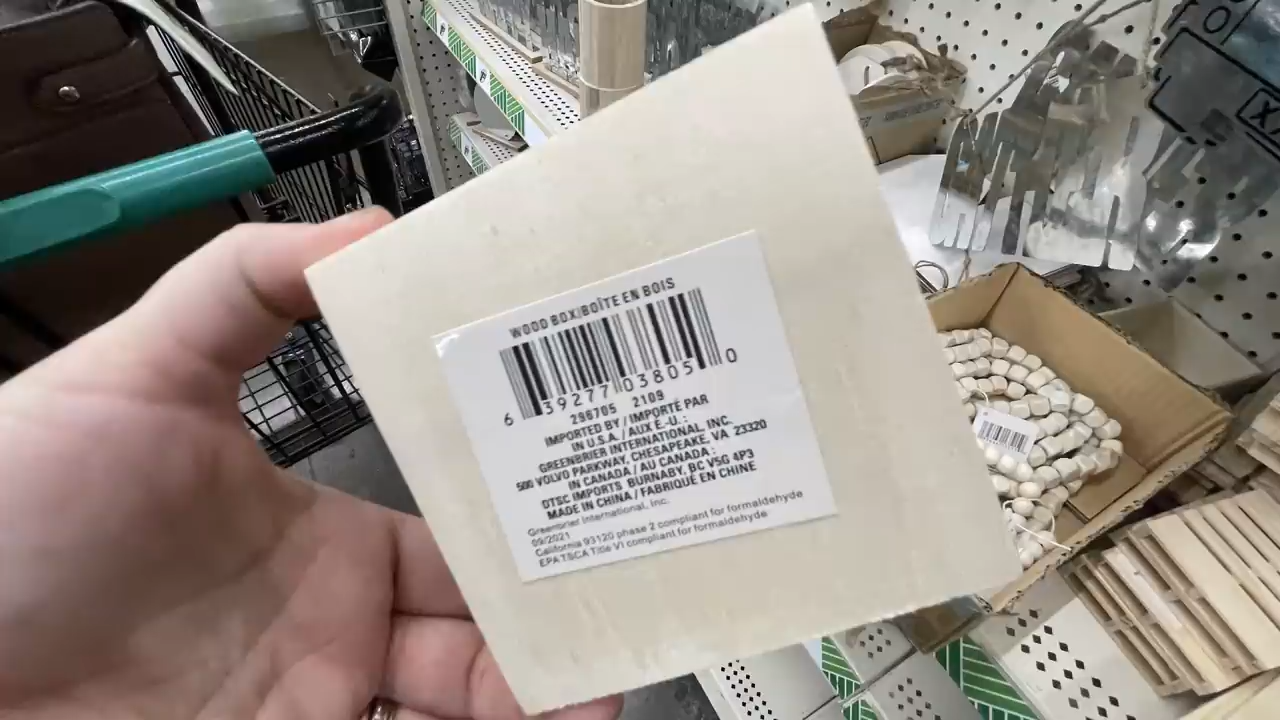 WOOD BOX/BOÎTE EN BOIS
6 39277 03805 0
298705 2109
IMPORTED BY / IMPORTÉ PAR
IN U.S.A. / AUX É.-U. :
GREENBRIER INTERNATIONAL, INC.
500 VOLVO PARKWAY, CHESAPEAKE, VA 23320
IN CANADA / AU CANADA :
DTSC IMPORTS BURNABY, BC V5G 4P3
MADE IN CHINA / FABRIQUÉ EN CHINE
Greenbrier International, Inc.
09/2021
California 93120 phase 2 compliant for formaldehyde
EPA TSCA Title VI compliant for formaldehyde
TO